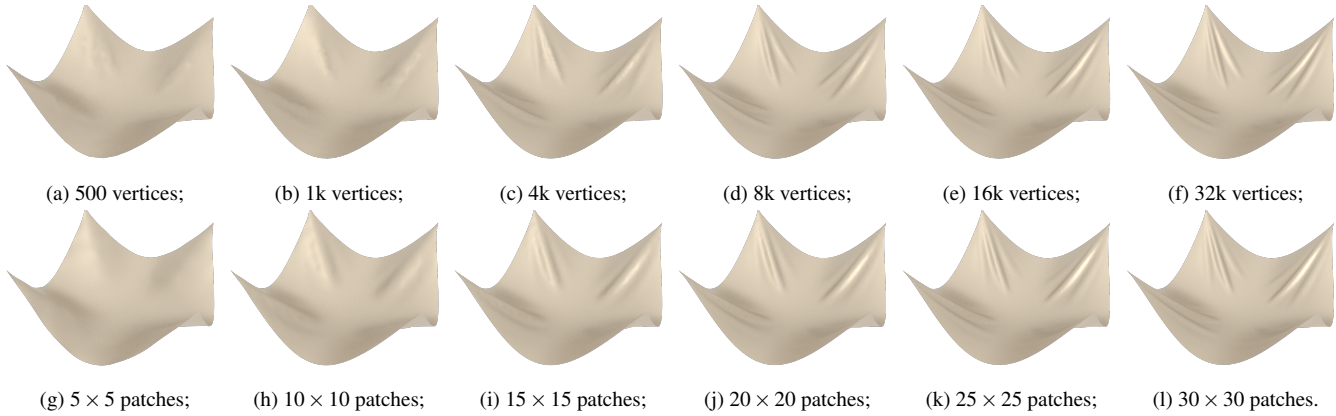 (a) 500 vertices;
(b) 1k vertices;
(c) 4k vertices;
(d) 8k vertices;
(e) 16k vertices;
(f) 32k vertices;
(g) 5 × 5 patches;
(h) 10 × 10 patches;
(i) 15 × 15 patches;
(j) 20 × 20 patches;
(k) 25 × 25 patches;
(l) 30 × 30 patches.